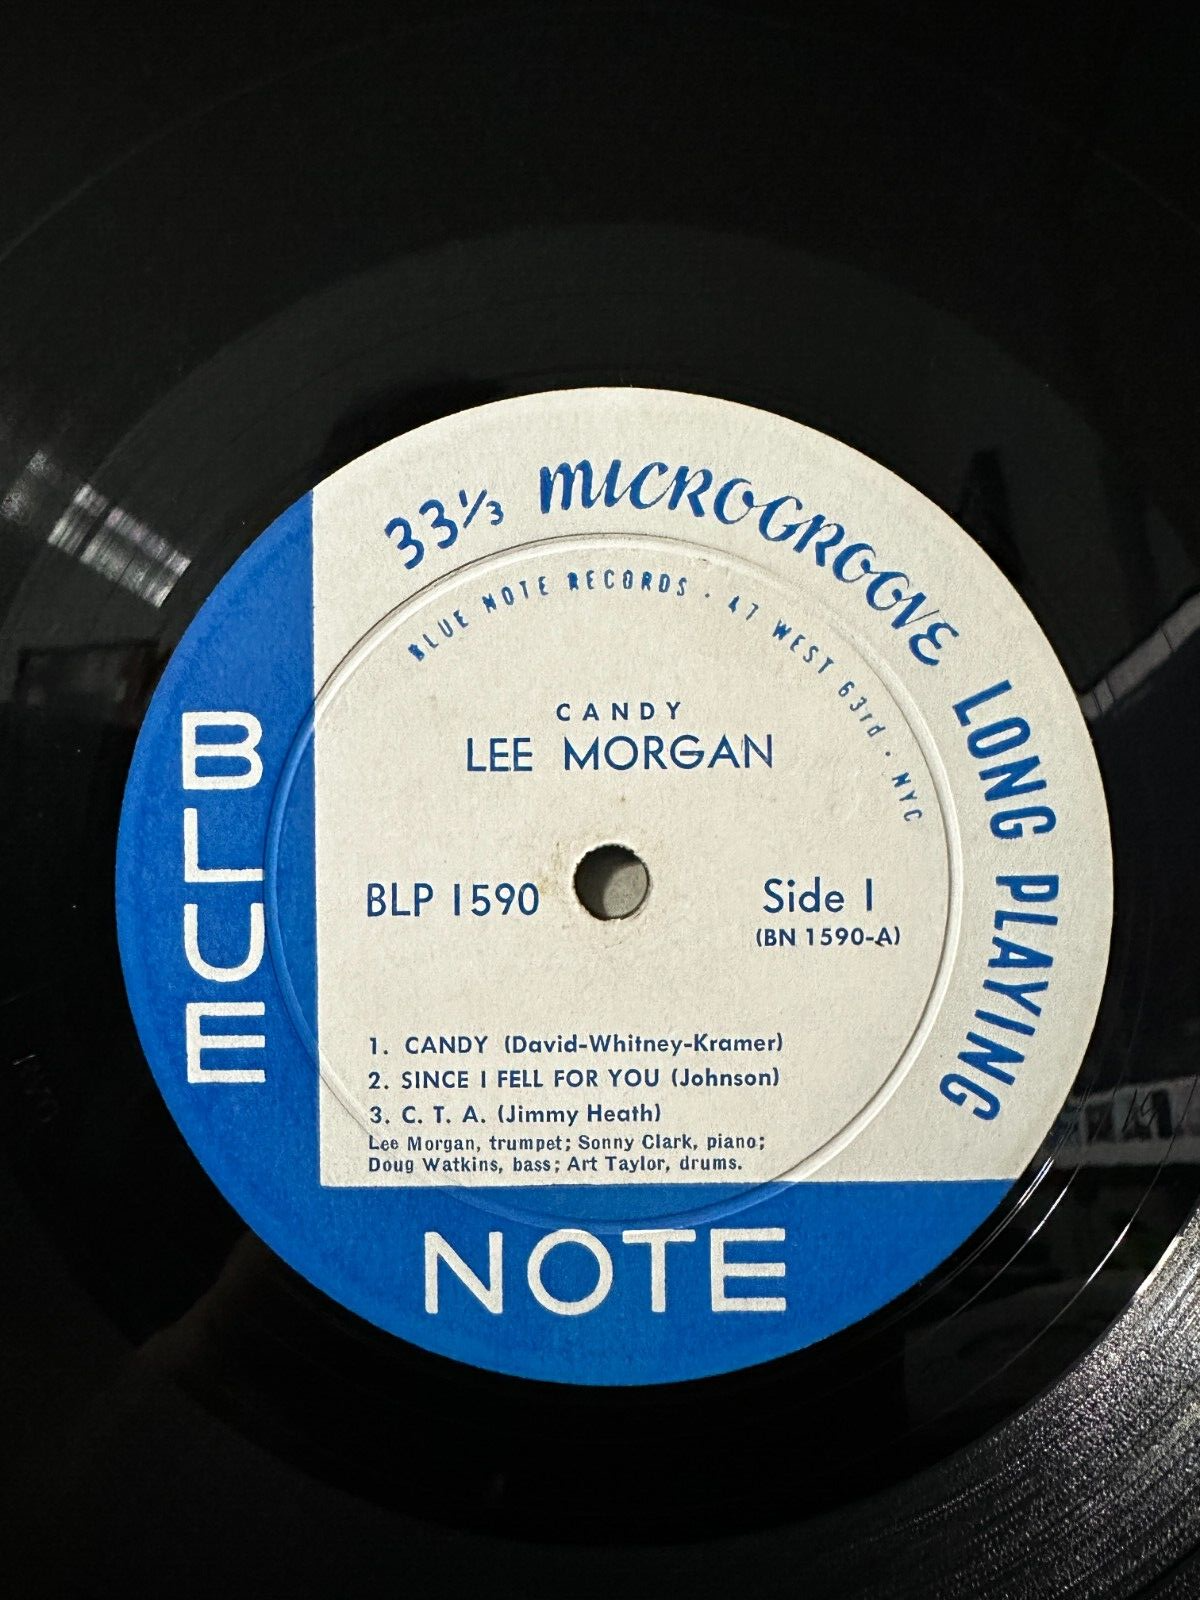 33⅓ MICROGROOVE LONG PLAYING
BLUE NOTE RECORDS · 47 WEST 63rd · NYC
CANDY
LEE MORGAN
BLP 1590
Side 1
(BN 1590-A)
1. CANDY (David-Whitney-Kramer)
2. SINCE I FELL FOR YOU (Johnson)
3. C. T. A. (Jimmy Heath)
Lee Morgan, trumpet; Sonny Clark, piano;
Doug Watkins, bass; Art Taylor, drums.
BLUE
NOTE